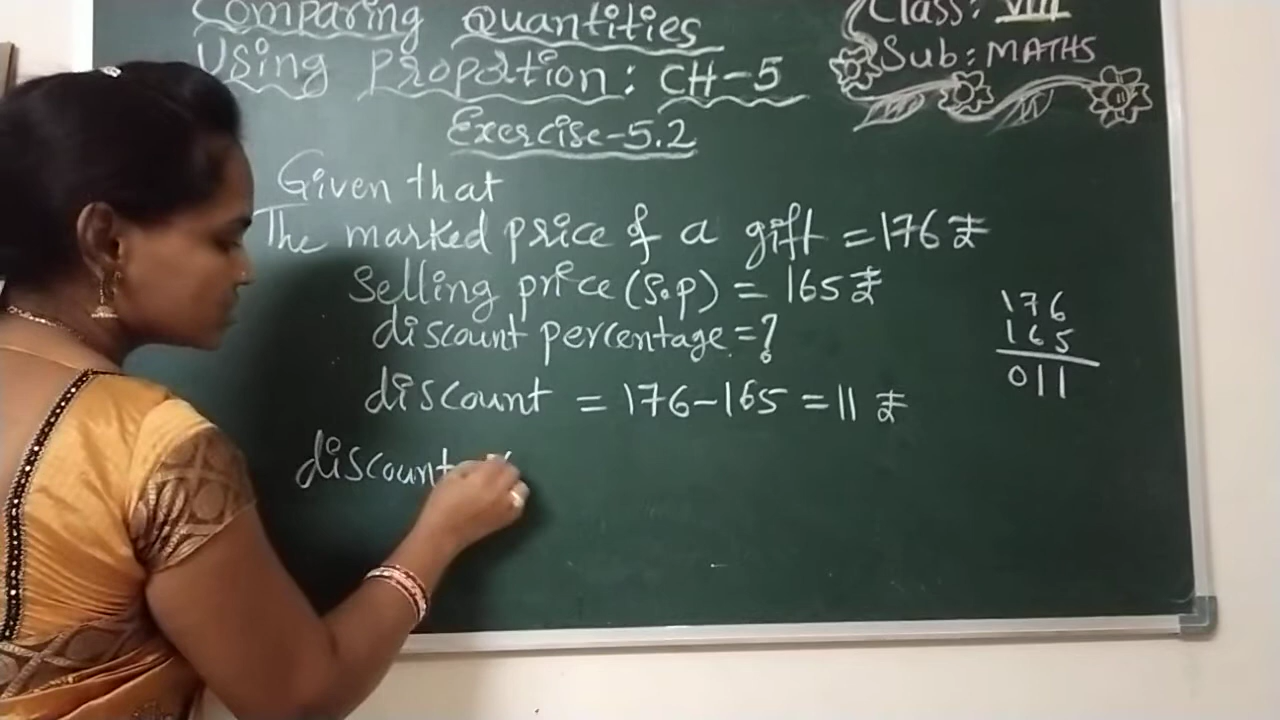 Comparing Quantities
Using Propotion: CH-5
Exercise-5.2
Class: VIII
Sub: MATHS
Given that
The marked price of a gift = 176 ₹
Selling price (S.p) = 165 ₹
discount percentage = ?
discount = 176-165 = 11 ₹
discount
176
165
011